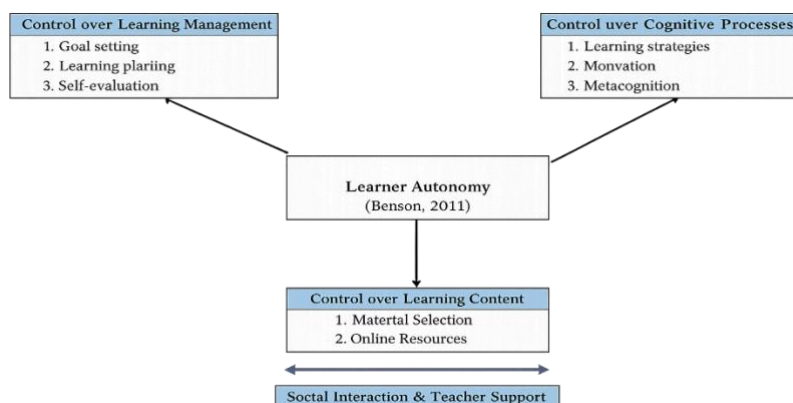 Control over Learning Management
1. Goal setting
2. Learning plariing
3. Self-evaluation
Control uver Cognitive Processes
1. Learning strategies
2. Monvation
3. Metacognition
Learner Autonomy
(Benson, 2011)
Control over Learning Content
1. Matertal Selection
2. Online Resources
Soctal Interaction & Teacher Support